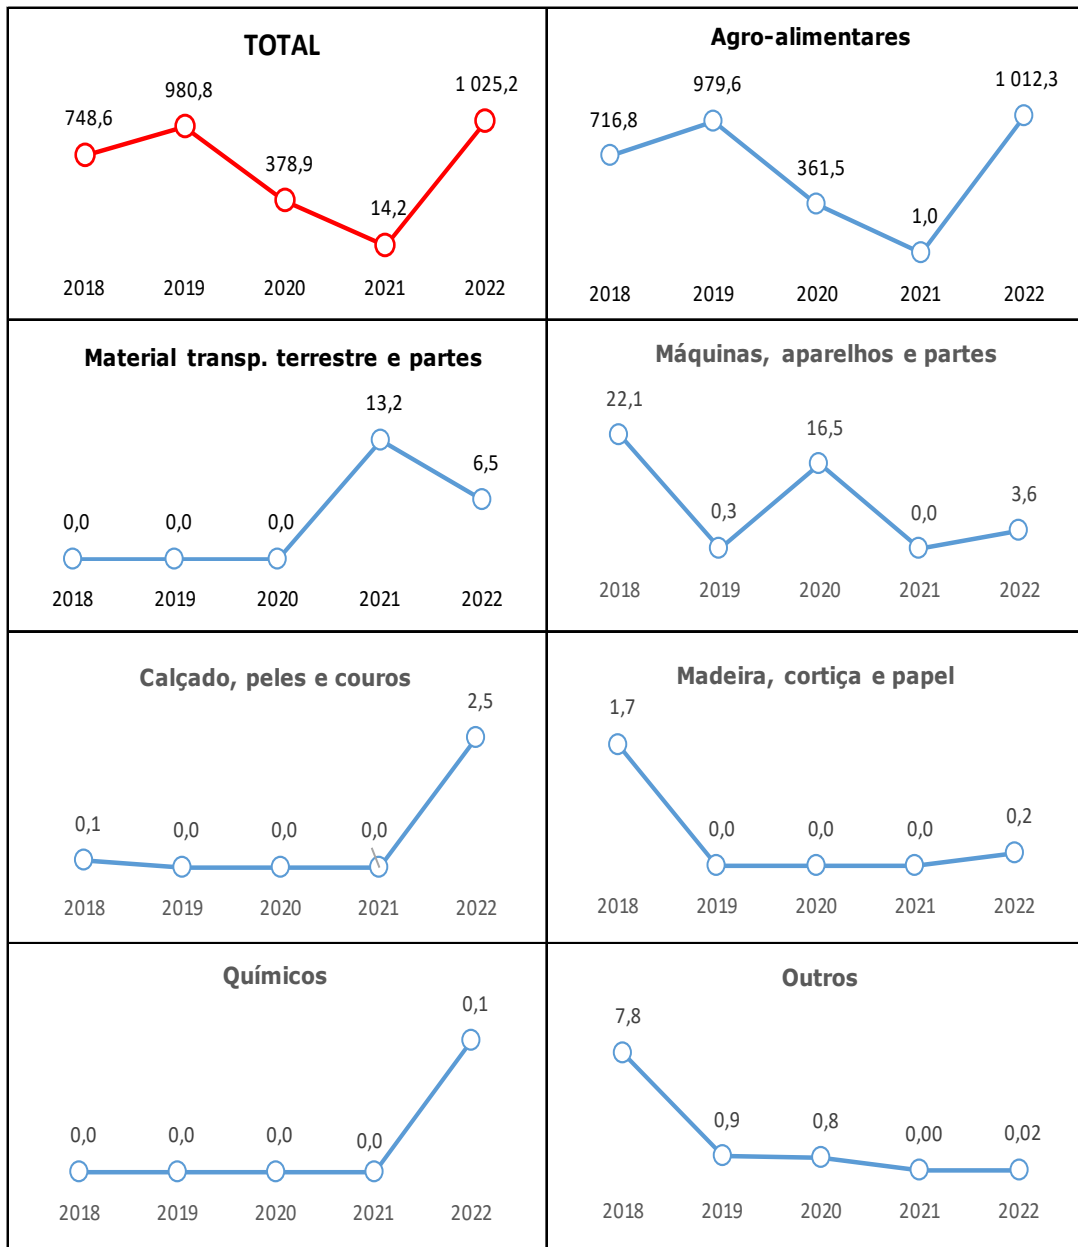 TOTAL
748,6
980,8
378,9
14,2
1 025,2
2018 2019 2020 2021 2022
Agro-alimentares
716,8
979,6
361,5
1,0
1 012,3
2018 2019 2020 2021 2022
Material transp. terrestre e partes
0,0
0,0
0,0
13,2
6,5
2018 2019 2020 2021 2022
Máquinas, aparelhos e partes
22,1
0,3
16,5
0,0
3,6
2018 2019 2020 2021 2022
Calçado, peles e couros
0,1
0,0
0,0
0,0
2,5
2018 2019 2020 2021 2022
Madeira, cortiça e papel
1,7
0,0
0,0
0,0
0,2
2018 2019 2020 2021 2022
Químicos
0,0
0,0
0,0
0,0
0,1
2018 2019 2020 2021 2022
Outros
7,8
0,9
0,8
0,00
0,02
2018 2019 2020 2021 2022